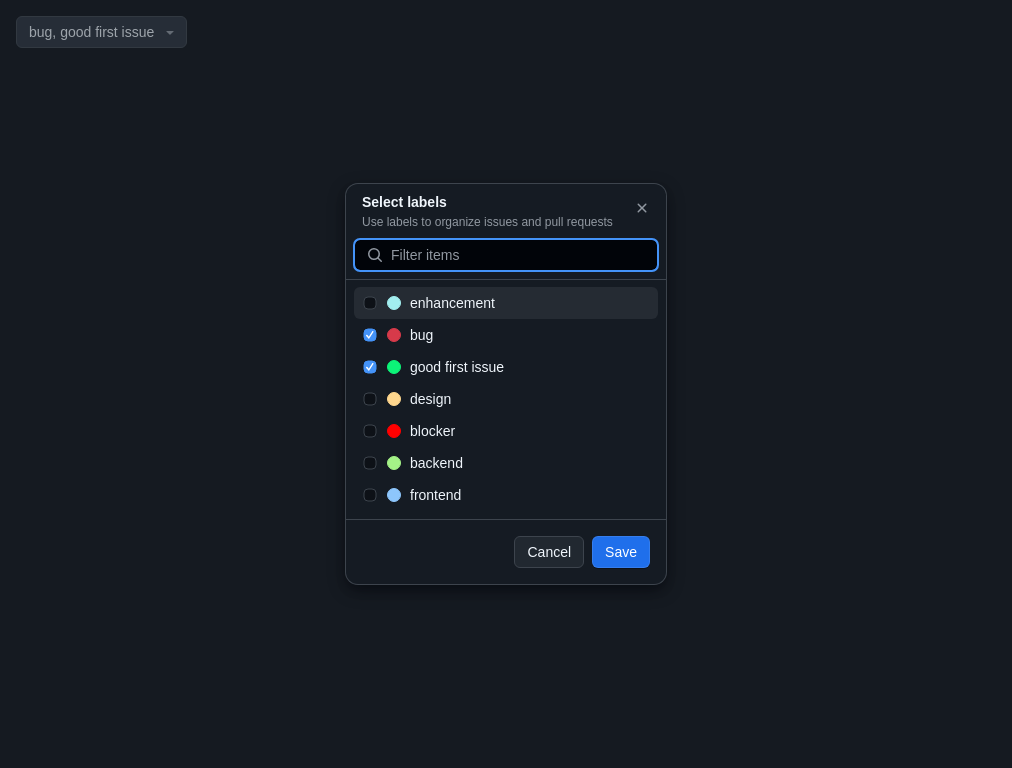 bug, good first issue
Select labels
Use labels to organize issues and pull requests
Filter items
enhancement
bug
good first issue
design
blocker
backend
frontend
Cancel
Save